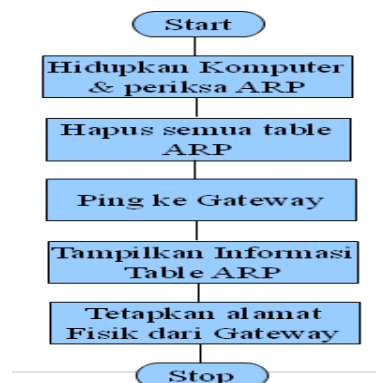 Start
Hidupkan Komputer
& periksa ARP
Hapus semua table
ARP
Ping ke Gateway
Tampilkan Informasi
Table ARP
Tetapkan alamat
Fisik dari Gateway
Stop